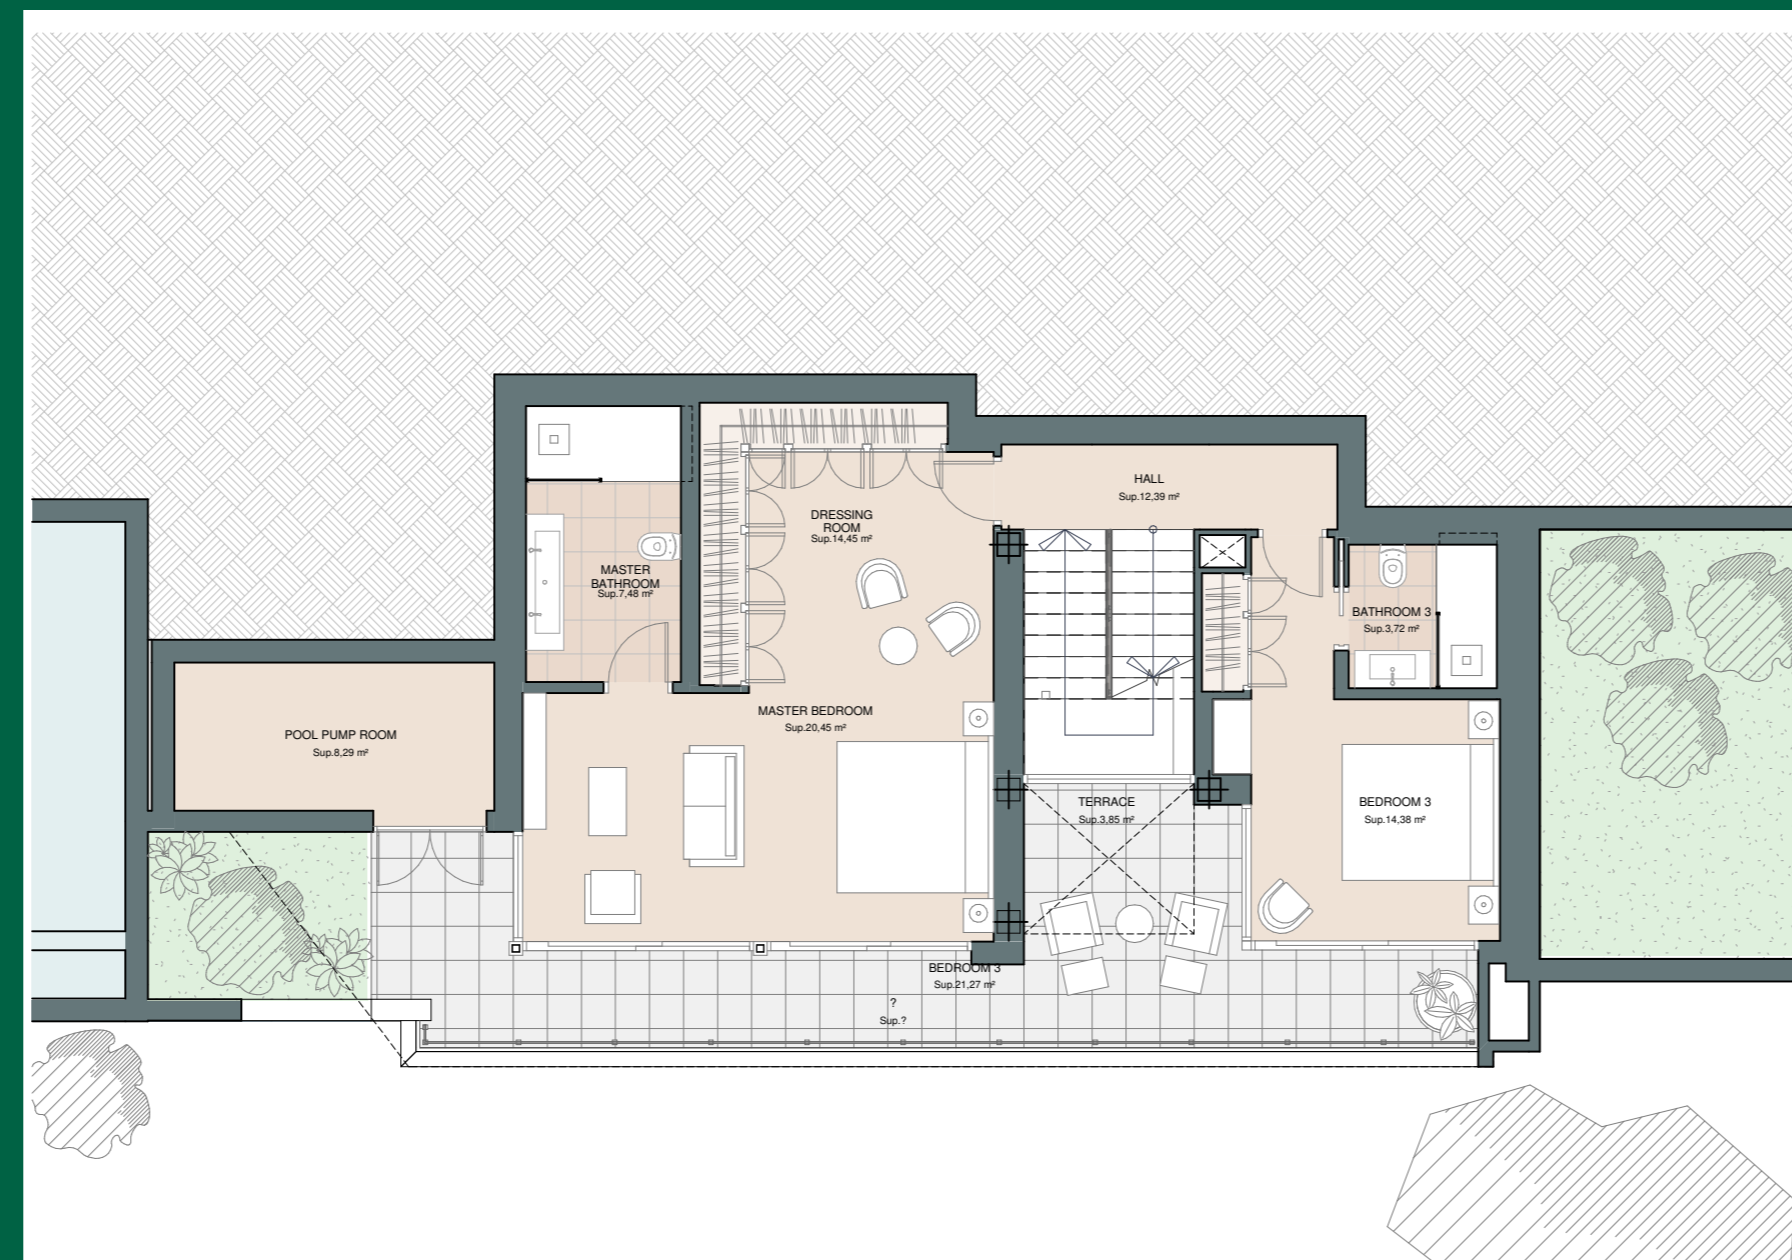 HALL
Sup.12,39 m²
DRESSING
ROOM
Sup.14,45 m²
MASTER
BATHROOM
Sup.7,48 m²
BATHROOM 3
Sup.3,72 m²
MASTER BEDROOM
Sup.20,45 m²
POOL PUMP ROOM
Sup.8,29 m²
TERRACE
Sup.3,85 m²
BEDROOM 3
Sup.14,38 m²
BEDROOM 3
Sup.21,27 m²
?
Sup.?